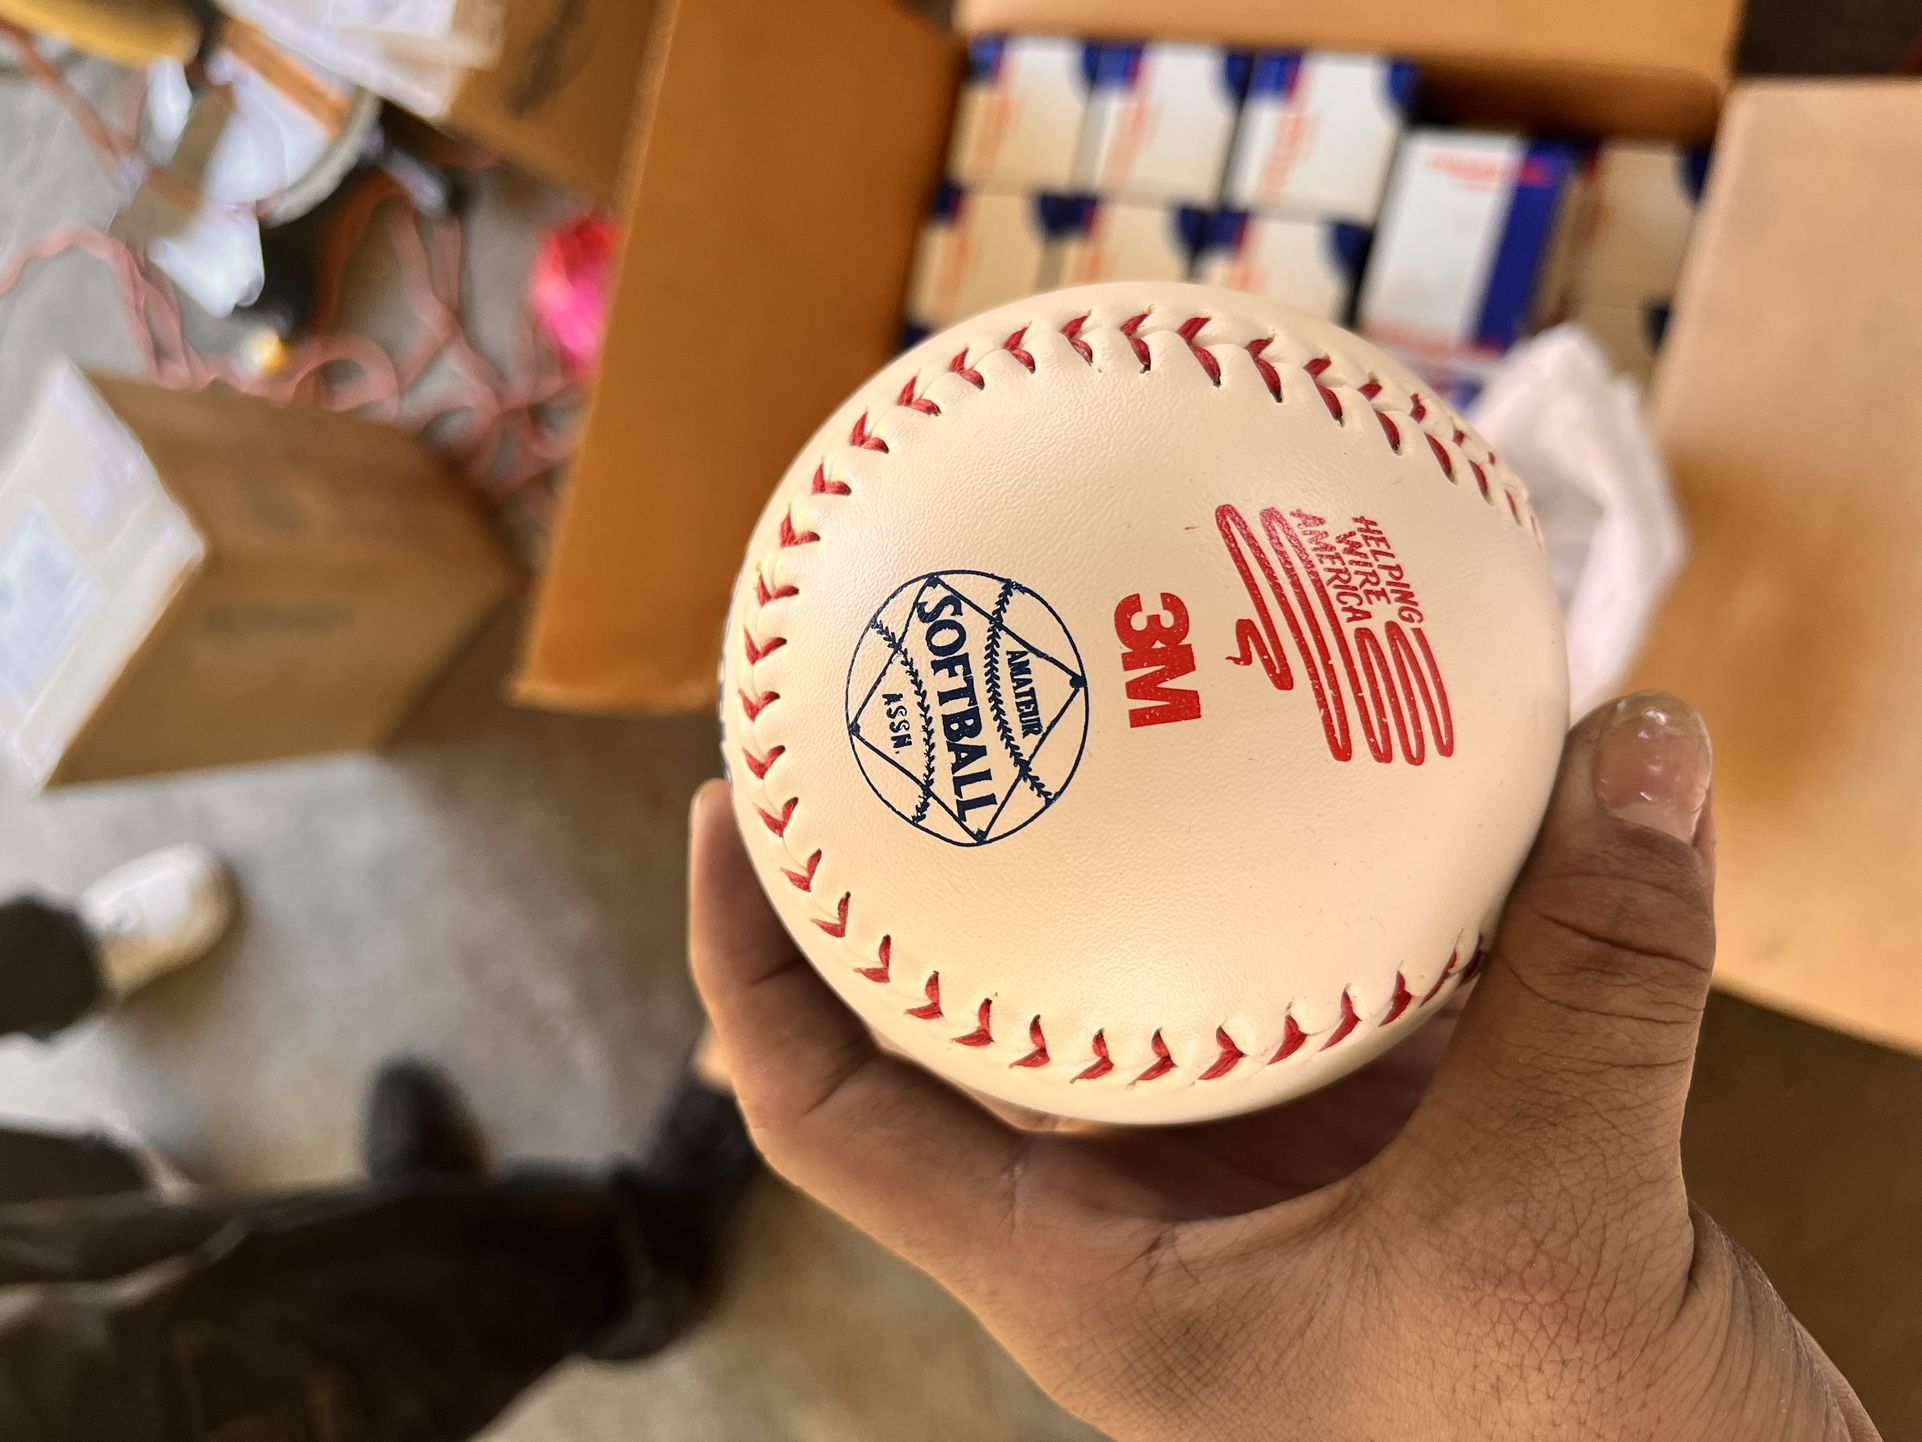 HELPING
WIRE
AMERICA
3M
AMATEUR
SOFTBALL
ASSN.